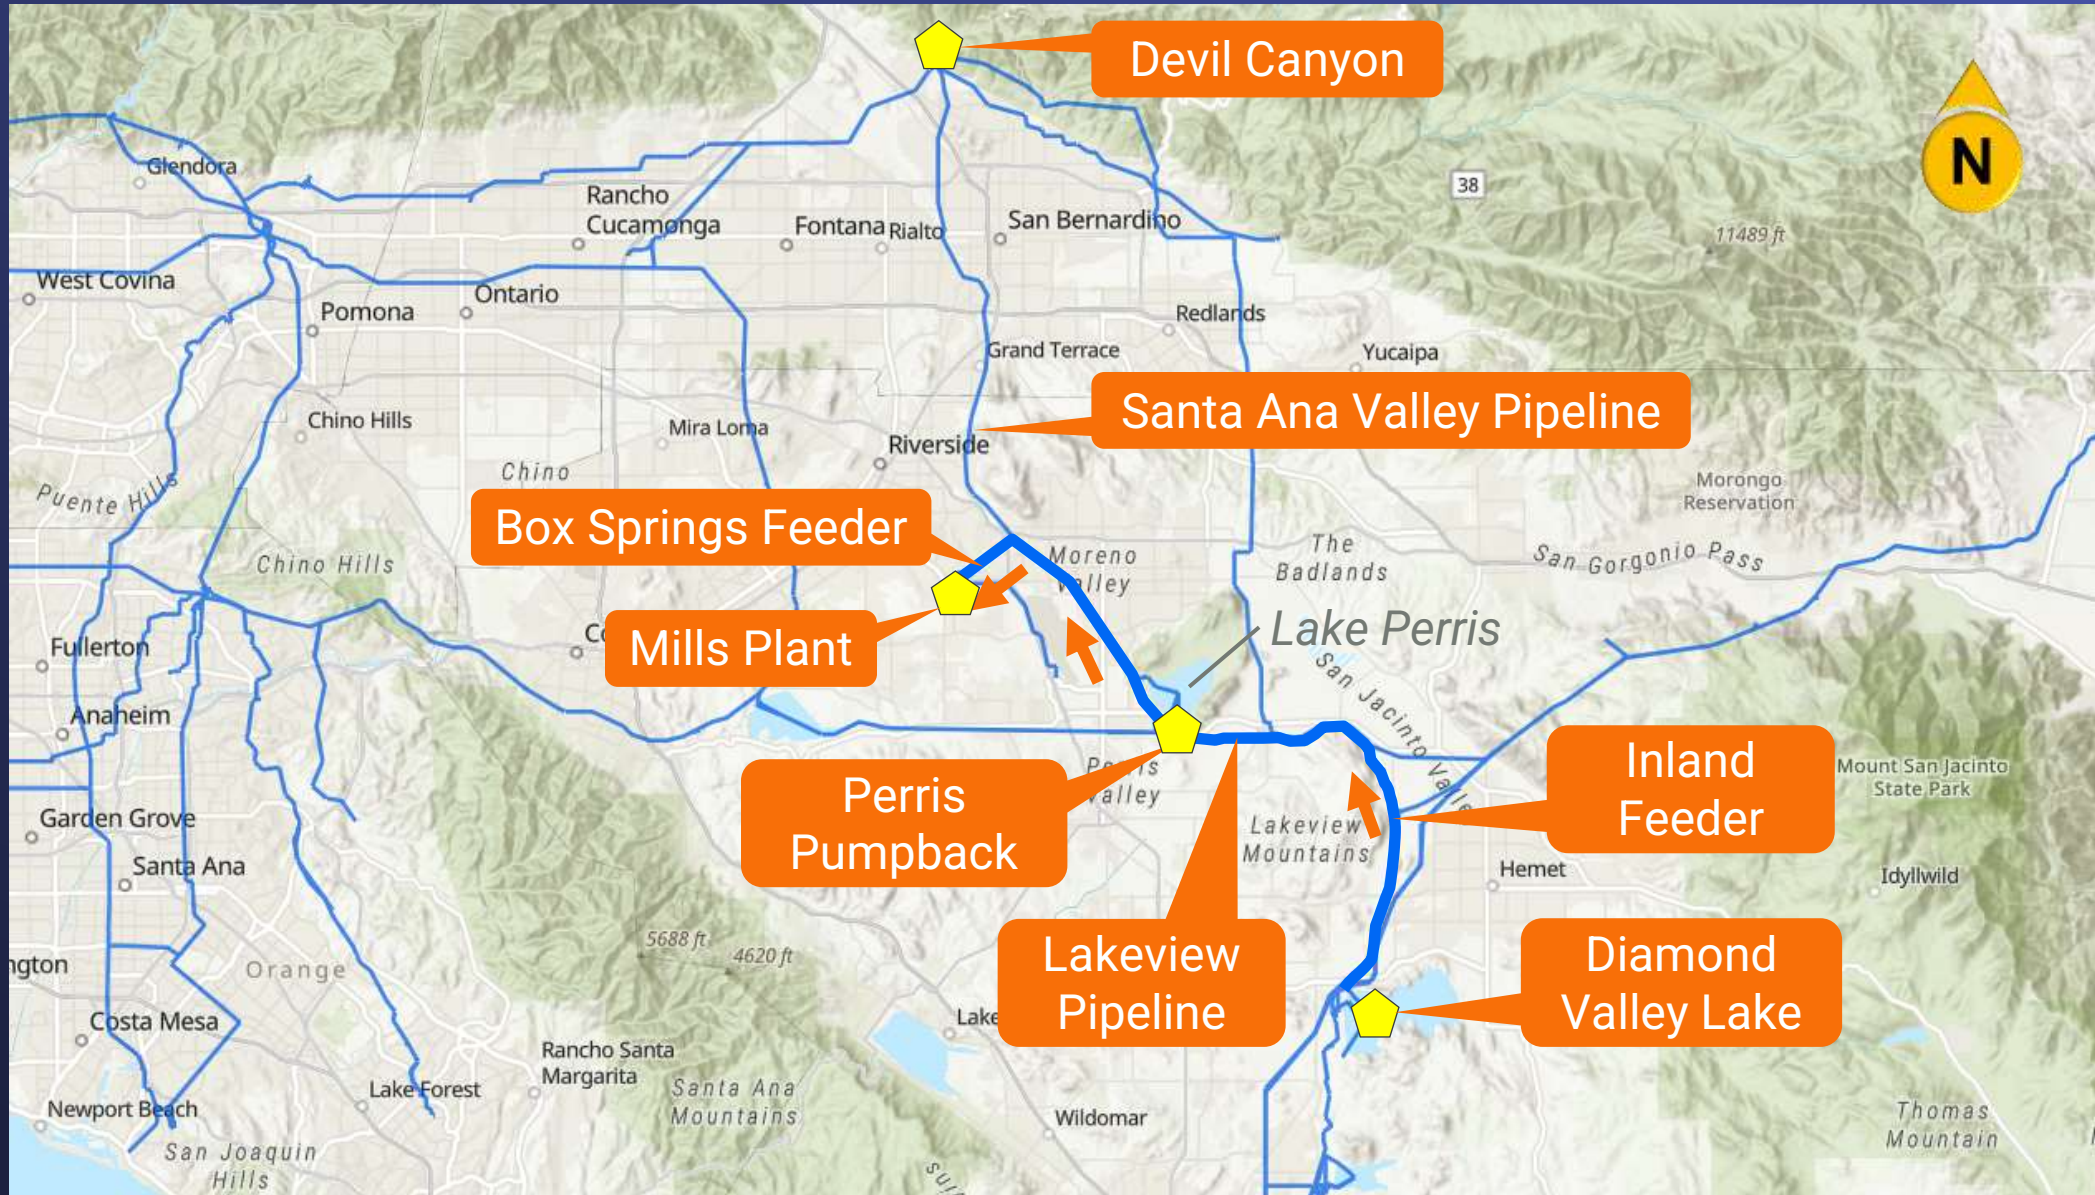 Devil Canyon
N
Glendora
38
Rancho
Cucamonga
Fontana
Rialto
San Bernardino
11489 ft
West Covina
Ontario
Pomona
Redlands
Grand Terrace
Yucaipa
Santa Ana Valley Pipeline
Chino Hills
Mira Loma
Riverside
Chino
Puente Hills
Morongo
Reservation
Box Springs Feeder
Moreno
Valley
The
Badlands
San Gorgonio Pass
Chino Hills
Mills Plant
Lake Perris
Fullerton
San Jacinto Valle
Anaheim
Perris
Valley
Inland
Feeder
Mount San Jacinto
State Park
Perris
Pumpback
Garden Grove
Lakeview
Mountains
Santa Ana
Hemet
Idyllwild
5688 ft
4620 ft
Lakeview
Pipeline
Diamond
Valley Lake
ngton
Orange
Costa Mesa
Lake
Rancho Santa
Margarita
Lake Forest
Santa Ana
Mountains
Newport Beach
Wildomar
Thomas
Mountain
San Joaquin
Hills